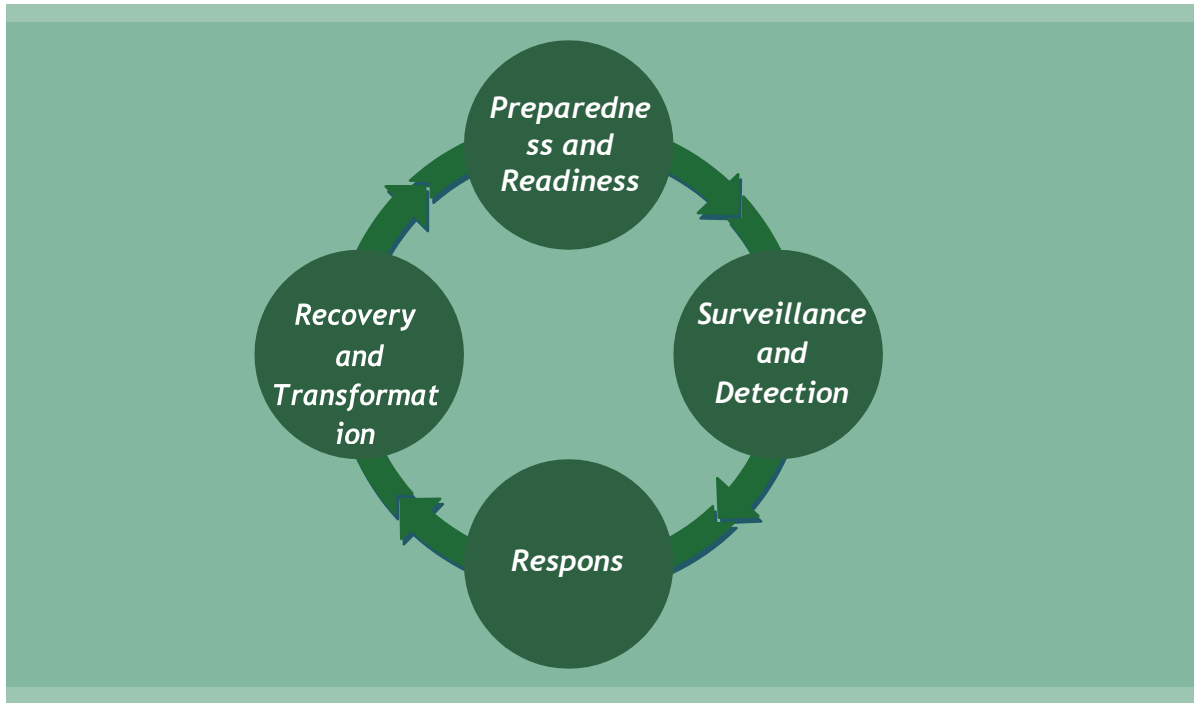 Preparedne
ss and
Readiness
Surveillance
and
Detection
Respons
Recovery
and
Transformat
ion